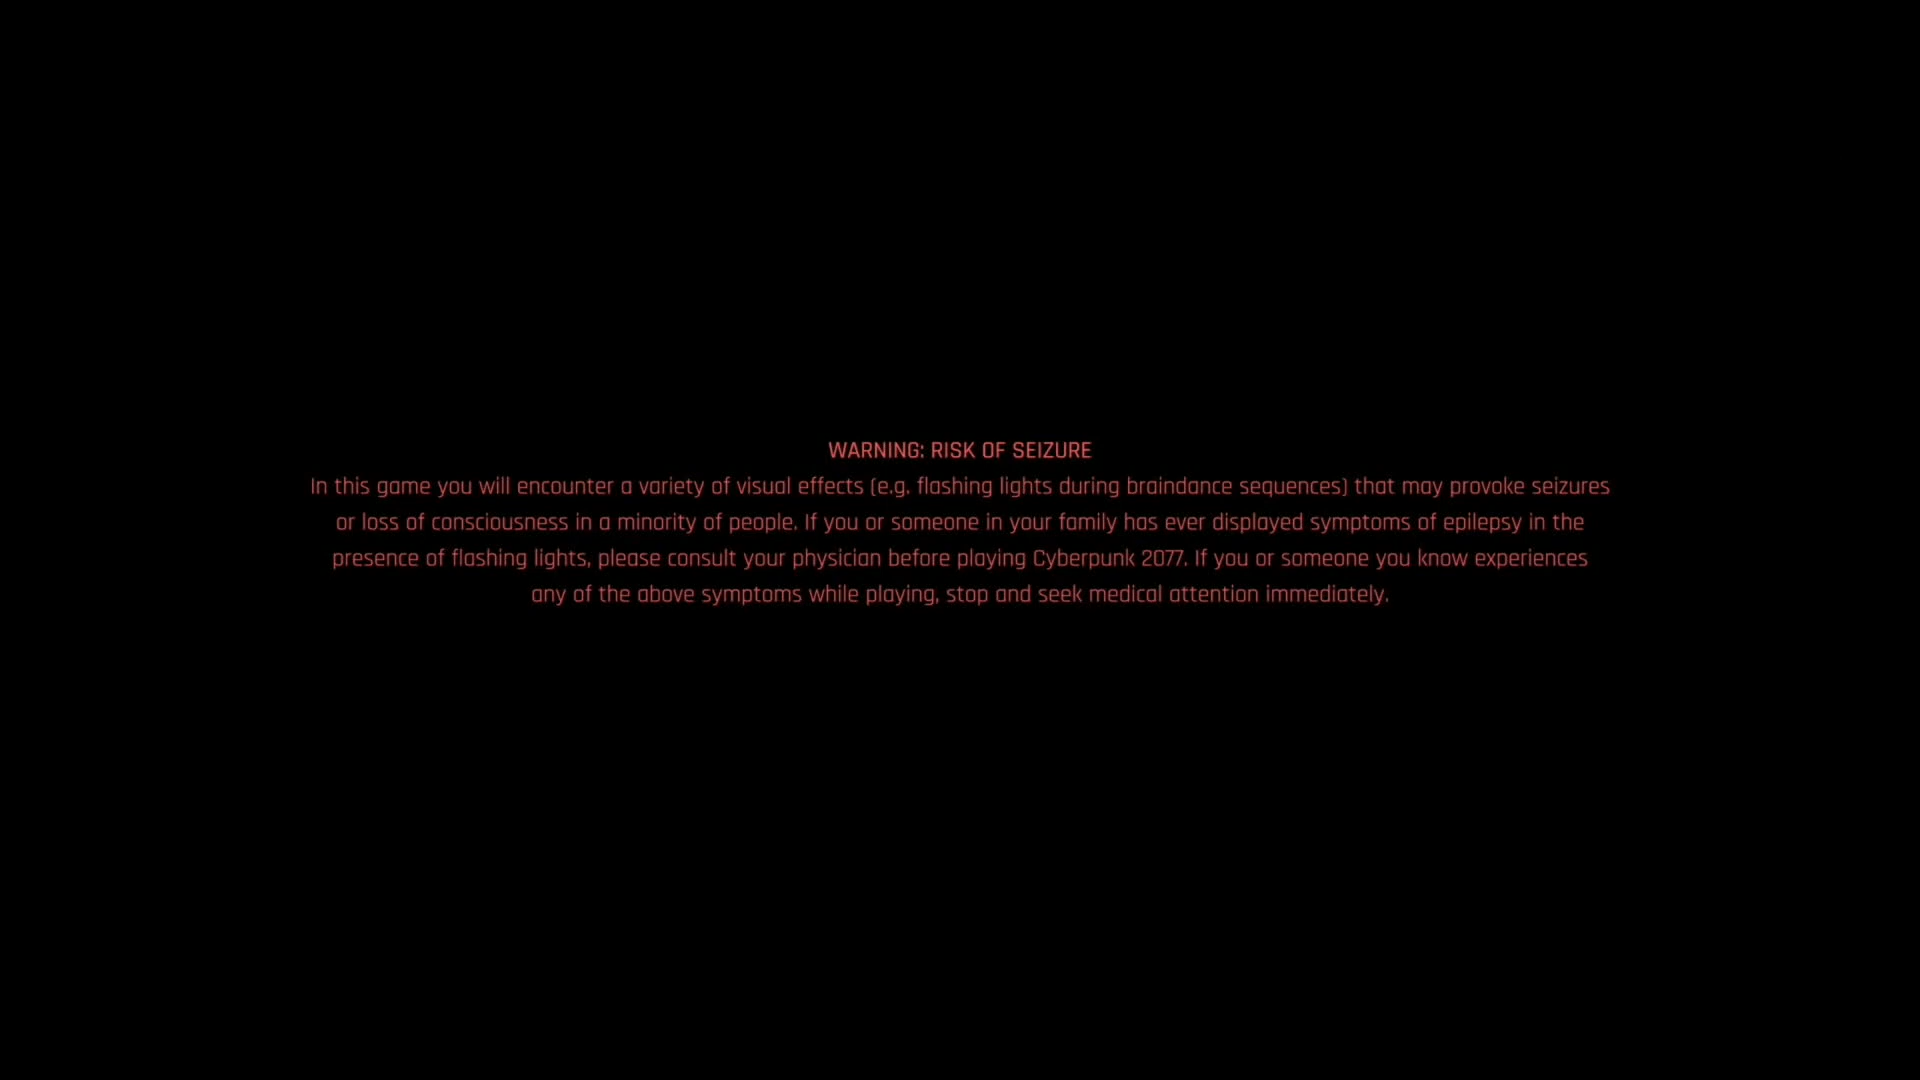 WARNING: RISK OF SEIZURE
In this game you will encounter a variety of visual effects (e.g. flashing lights during braindance sequences) that may provoke seizures
or loss of consciousness in a minority of people. If you or someone in your family has ever displayed symptoms of epilepsy in the
presence of flashing lights, please consult your physician before playing Cyberpunk 2077. If you or someone you know experiences
any of the above symptoms while playing, stop and seek medical attention immediately.